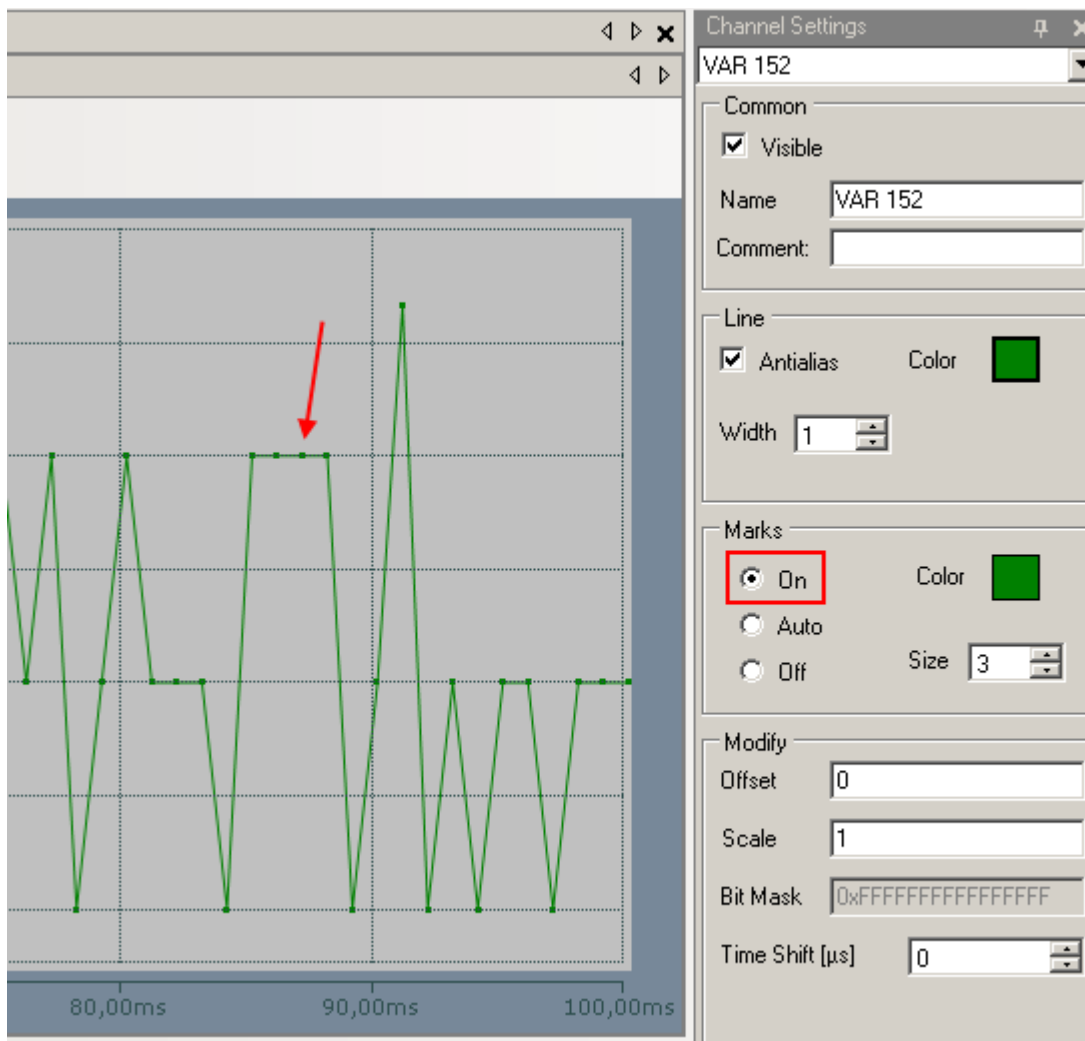 Channel Settings
VAR 152
Common
Visible
Name VAR 152
Comment:
Line
Antialias Color
Width 1
Marks
On Color
Auto
Off Size 3
Modify
Offset 0
Scale 1
Bit Mask 0xFFFFFFFFFFFFFFFF
Time Shift [µs] 0
80,00ms 90,00ms 100,00ms